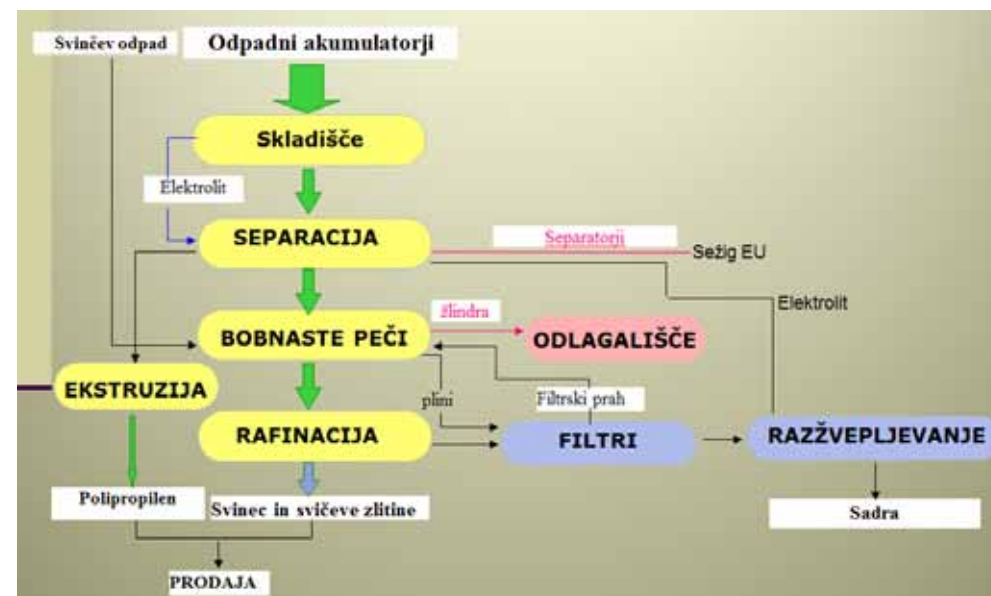 Svinčev odpad
Odpadni akumulatorji
Skladišče
Elektrolit
SEPARACIJA
Separatorji
Sežig EU
Elektrolit
žlindra
BOBNASTE PEČI
ODLAGALIŠČE
EKSTRUZIJA
plini
Filtrski prah
RAFINACIJA
FILTRI
RAZŽVEPLJEVANJE
Polipropilen
Svinec in svičeve zlitine
Sadra
PRODAJA